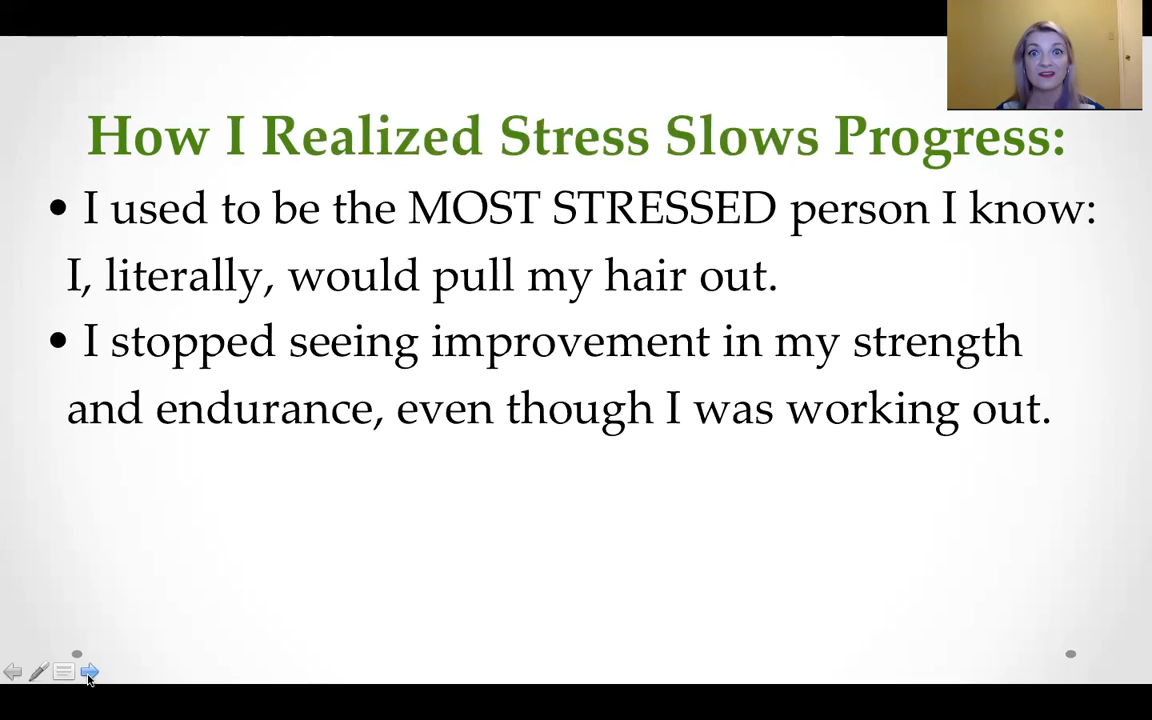 How I Realized Stress Slows Progress:
• I used to be the MOST STRESSED person I know:
I, literally, would pull my hair out.
• I stopped seeing improvement in my strength
and endurance, even though I was working out.